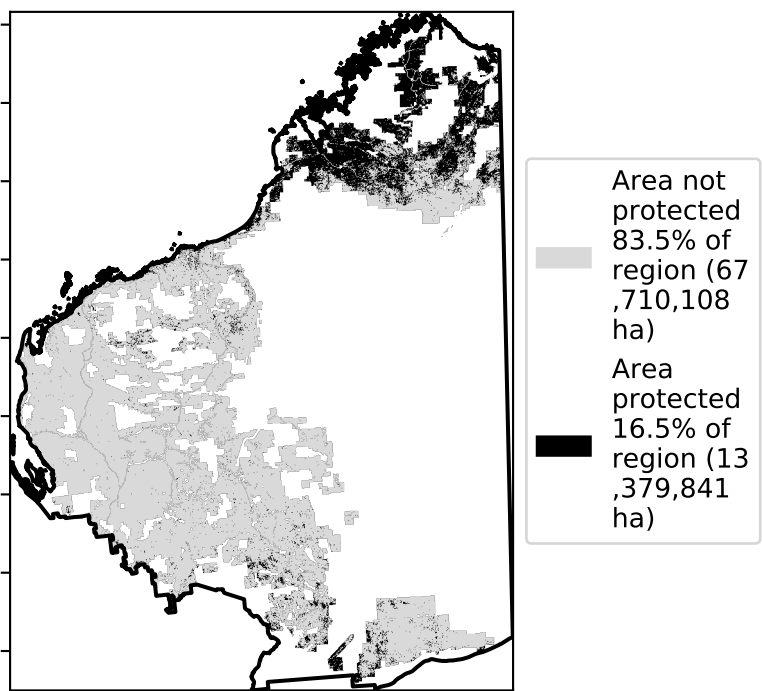 Area not
protected
83.5% of
region (67
,710,108
ha)
Area
protected
16.5% of
region (13
,379,841
ha)